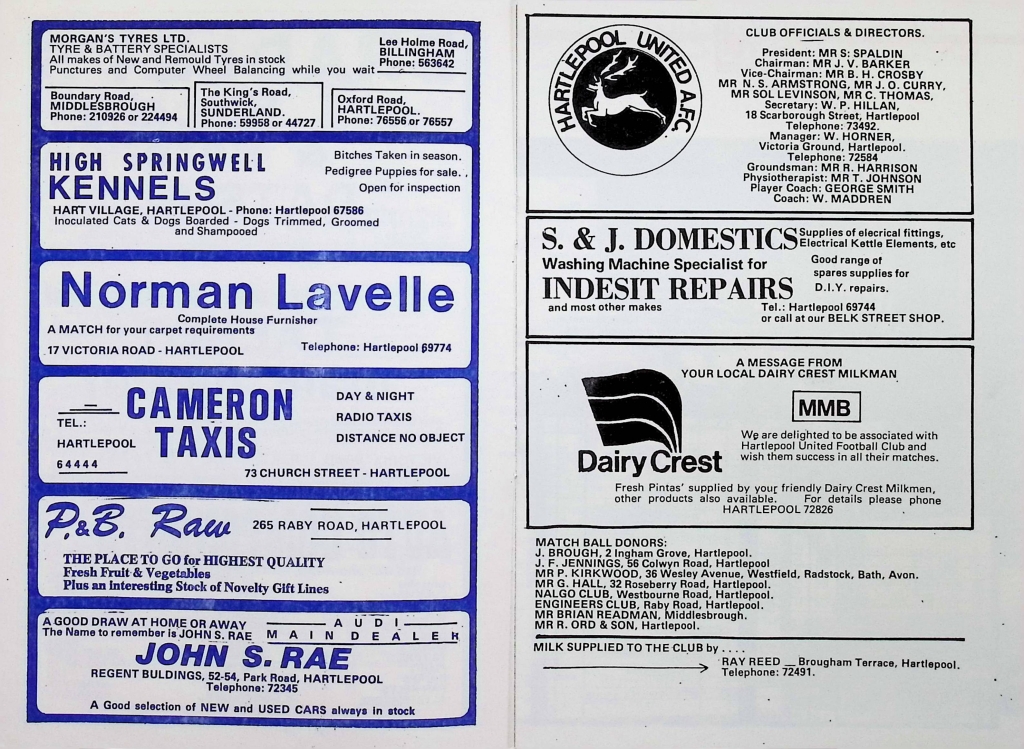 MORGAN'S TYRES LTD.
TYRE & BATTERY SPECIALISTS
All makes of New and Remould Tyres in stock
Punctures and Computer Wheel Balancing while you wait
Lee Holme Road,
BILLINGHAM
Phone: 563642
Boundary Road,
MIDDLESBROUGH
Phone: 210926 or 224494
The King's Road,
Southwick,
SUNDERLAND.
Phone: 59958 or 44727
Oxford Road,
HARTLEPOOL.
Phone: 76556 or 76557
HIGH SPRINGWELL
KENNELS
Bitches Taken in season.
Pedigree Puppies for sale.
Open for inspection
HART VILLAGE, HARTLEPOOL - Phone: Hartlepool 67586
Inoculated Cats & Dogs Boarded - Dogs Trimmed, Groomed
and Shampooed
Norman Lavelle
Complete House Furnisher
A MATCH for your carpet requirements
17 VICTORIA ROAD - HARTLEPOOL
Telephone: Hartlepool 69774
TEL.:
HARTLEPOOL
64444
CAMERON
TAXIS
DAY & NIGHT
RADIO TAXIS
DISTANCE NO OBJECT
73 CHURCH STREET - HARTLEPOOL
P.&B. Raw
265 RABY ROAD, HARTLEPOOL
THE PLACE TO GO for HIGHEST QUALITY
Fresh Fruit & Vegetables
Plus an Interesting Stock of Novelty Gift Lines
A GOOD DRAW AT HOME OR AWAY
The Name to remember is JOHN S. RAE
AUDI
MAIN DEALER
JOHN S. RAE
REGENT BULDINGS, 52-54, Park Road, HARTLEPOOL
Telephone: 72345
A Good selection of NEW and USED CARS always in stock
HARTLEPOOL UNITED A.F.C.
CLUB OFFICIALS & DIRECTORS.
President: MR S: SPALDIN
Chairman: MR J. V. BARKER
Vice-Chairman: MR B. H. CROSBY
MR N. S. ARMSTRONG, MR J. O. CURRY,
MR SOL LEVINSON, MR C. THOMAS,
Secretary: W. P. HILLAN,
18 Scarborough Street, Hartlepool
Telephone: 73492.
Manager: W. HORNER,
Victoria Ground, Hartlepool.
Telephone: 72584
Groundsman: MR R. HARRISON
Physiotherapist: MR T. JOHNSON
Player Coach: GEORGE SMITH
Coach: W. MADDREN
S. & J. DOMESTICS
Washing Machine Specialist for
INDESIT REPAIRS
and most other makes
Supplies of elecrical fittings,
Electrical Kettle Elements, etc
Good range of
spares supplies for
D.I.Y. repairs.
Tel.: Hartlepool 69744
or call at our BELK STREET SHOP.
A MESSAGE FROM
YOUR LOCAL DAIRY CREST MILKMAN
MMB
Dairy Crest
We are delighted to be associated with
Hartlepool United Football Club and
wish them success in all their matches.
Fresh Pintas' supplied by your friendly Dairy Crest Milkmen,
other products also available. For details please phone
HARTLEPOOL 72826
MATCH BALL DONORS:
J. BROUGH, 2 Ingham Grove, Hartlepool.
J. F. JENNINGS, 56 Colwyn Road, Hartlepool
MR P. KIRKWOOD, 36 Wesley Avenue, Westfield, Radstock, Bath, Avon.
MR G. HALL, 32 Roseberry Road, Hartlepool.
NALGO CLUB, Westbourne Road, Hartlepool.
ENGINEERS CLUB, Raby Road, Hartlepool.
MR BRIAN READMAN, Middlesbrough.
MR R. ORD & SON, Hartlepool.
MILK SUPPLIED TO THE CLUB by . . . .
RAY REED — Brougham Terrace, Hartlepool.
Telephone: 72491.